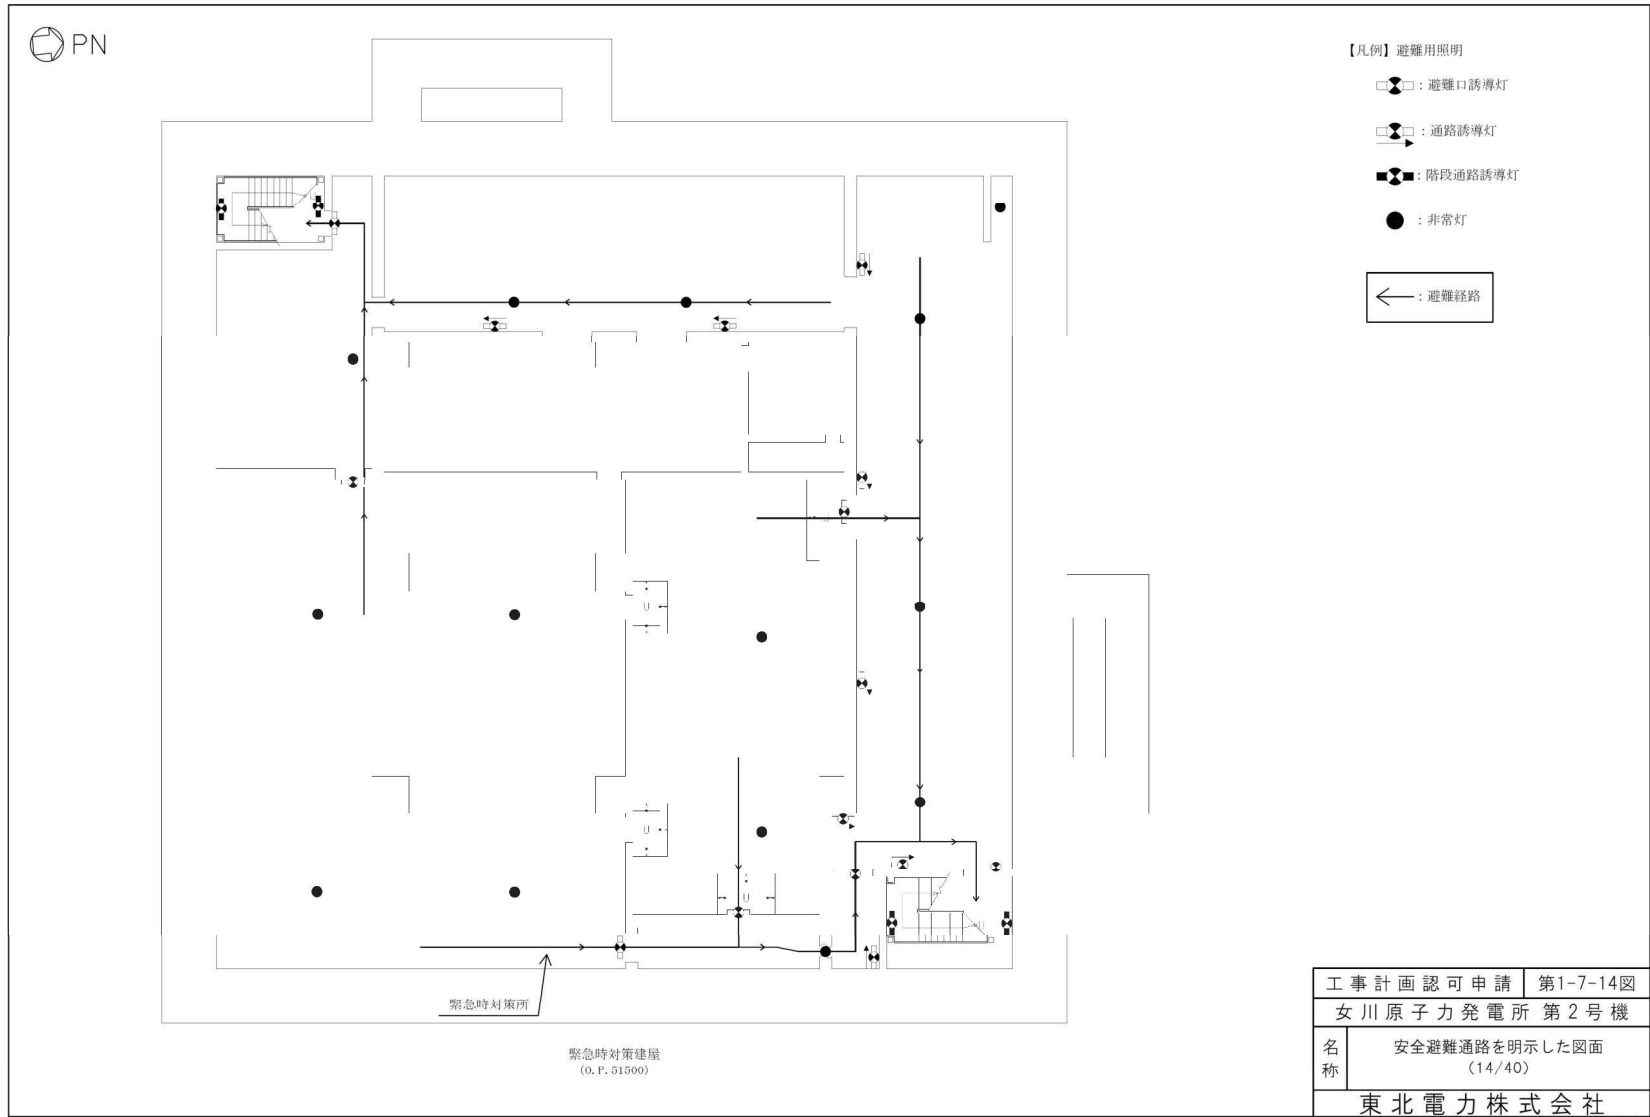 PN
【凡例】避難用照明
：避難口誘導灯
：通路誘導灯
：階段通路誘導灯
：非常灯
：避難経路
U
U
U
U
U
緊急時対策所
緊急時対策建屋
(O.P.51500)
工事計画認可申請 第1-7-14図
女川原子力発電所 第2号機
名称 安全避難通路を明示した図面
(14/40)
東北電力株式会社